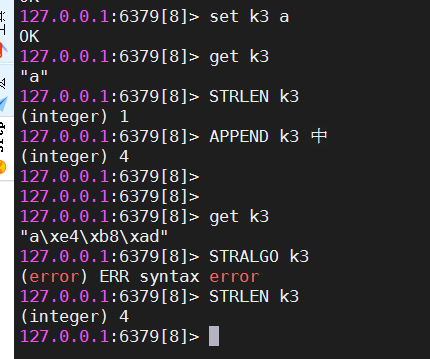 OK
127.0.0.1:6379[8]> set k3 a
OK
127.0.0.1:6379[8]> get k3
"a"
127.0.0.1:6379[8]> STRLEN k3
(integer) 1
127.0.0.1:6379[8]> APPEND k3 中
(integer) 4
127.0.0.1:6379[8]>
127.0.0.1:6379[8]>
127.0.0.1:6379[8]> get k3
"a\xe4\xb8\xad"
127.0.0.1:6379[8]> STRALGO k3
(error) ERR syntax error
127.0.0.1:6379[8]> STRLEN k3
(integer) 4
127.0.0.1:6379[8]>